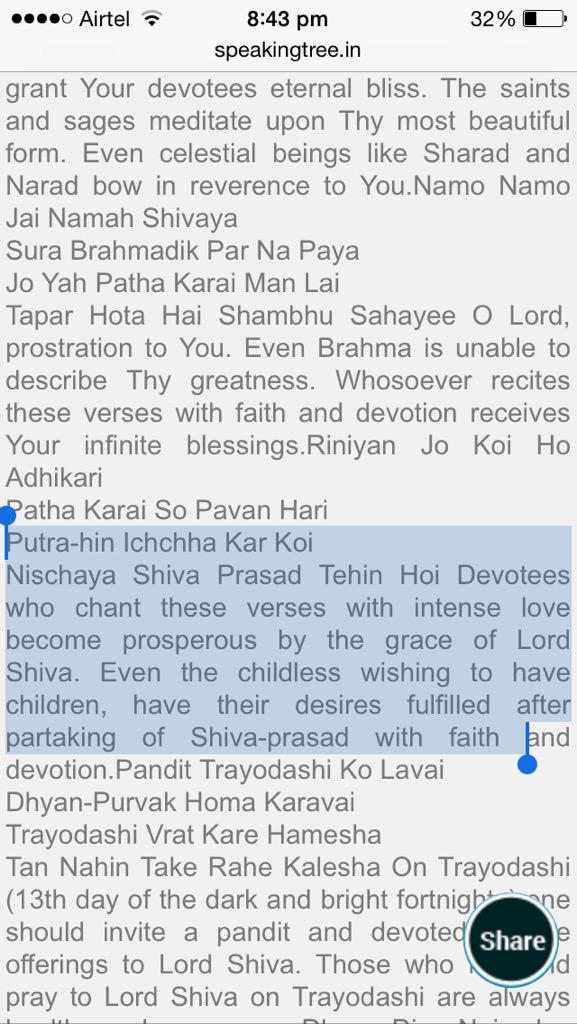 Airtel 8:43 pm 32%
speakingtree.in
grant Your devotees eternal bliss. The saints
and sages meditate upon Thy most beautiful
form. Even celestial beings like Sharad and
Narad bow in reverence to You.Namo Namo
Jai Namah Shivaya
Sura Brahmadik Par Na Paya
Jo Yah Patha Karai Man Lai
Tapar Hota Hai Shambhu Sahayee O Lord,
prostration to You. Even Brahma is unable to
describe Thy greatness. Whosoever recites
these verses with faith and devotion receives
Your infinite blessings.Riniyan Jo Koi Ho
Adhikari
Patha Karai So Pavan Hari
Putra-hin Ichchha Kar Koi
Nischaya Shiva Prasad Tehin Hoi Devotees
who chant these verses with intense love
become prosperous by the grace of Lord
Shiva. Even the childless wishing to have
children, have their desires fulfilled after
partaking of Shiva-prasad with faith and
devotion.Pandit Trayodashi Ko Lavai
Dhyan-Purvak Homa Karavai
Trayodashi Vrat Kare Hamesha
Tan Nahin Take Rahe Kalesha On Trayodashi
(13th day of the dark and bright fortnights) one
should invite a pandit and devotedly
offerings to Lord Shiva. Those who
pray to Lord Shiva on Trayodashi are always
Share